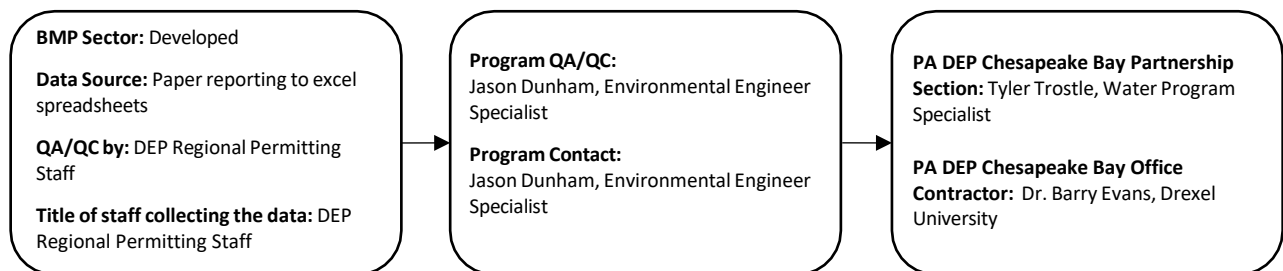 BMP Sector: Developed
Data Source: Paper reporting to excel
spreadsheets
QA/QC by: DEP Regional Permitting
Staff
Title of staff collecting the data: DEP
Regional Permitting Staff
Program QA/QC:
Jason Dunham, Environmental Engineer
Specialist
Program Contact:
Jason Dunham, Environmental Engineer
Specialist
PA DEP Chesapeake Bay Partnership
Section: Tyler Trostle, Water Program
Specialist
PA DEP Chesapeake Bay Office
Contractor: Dr. Barry Evans, Drexel
University